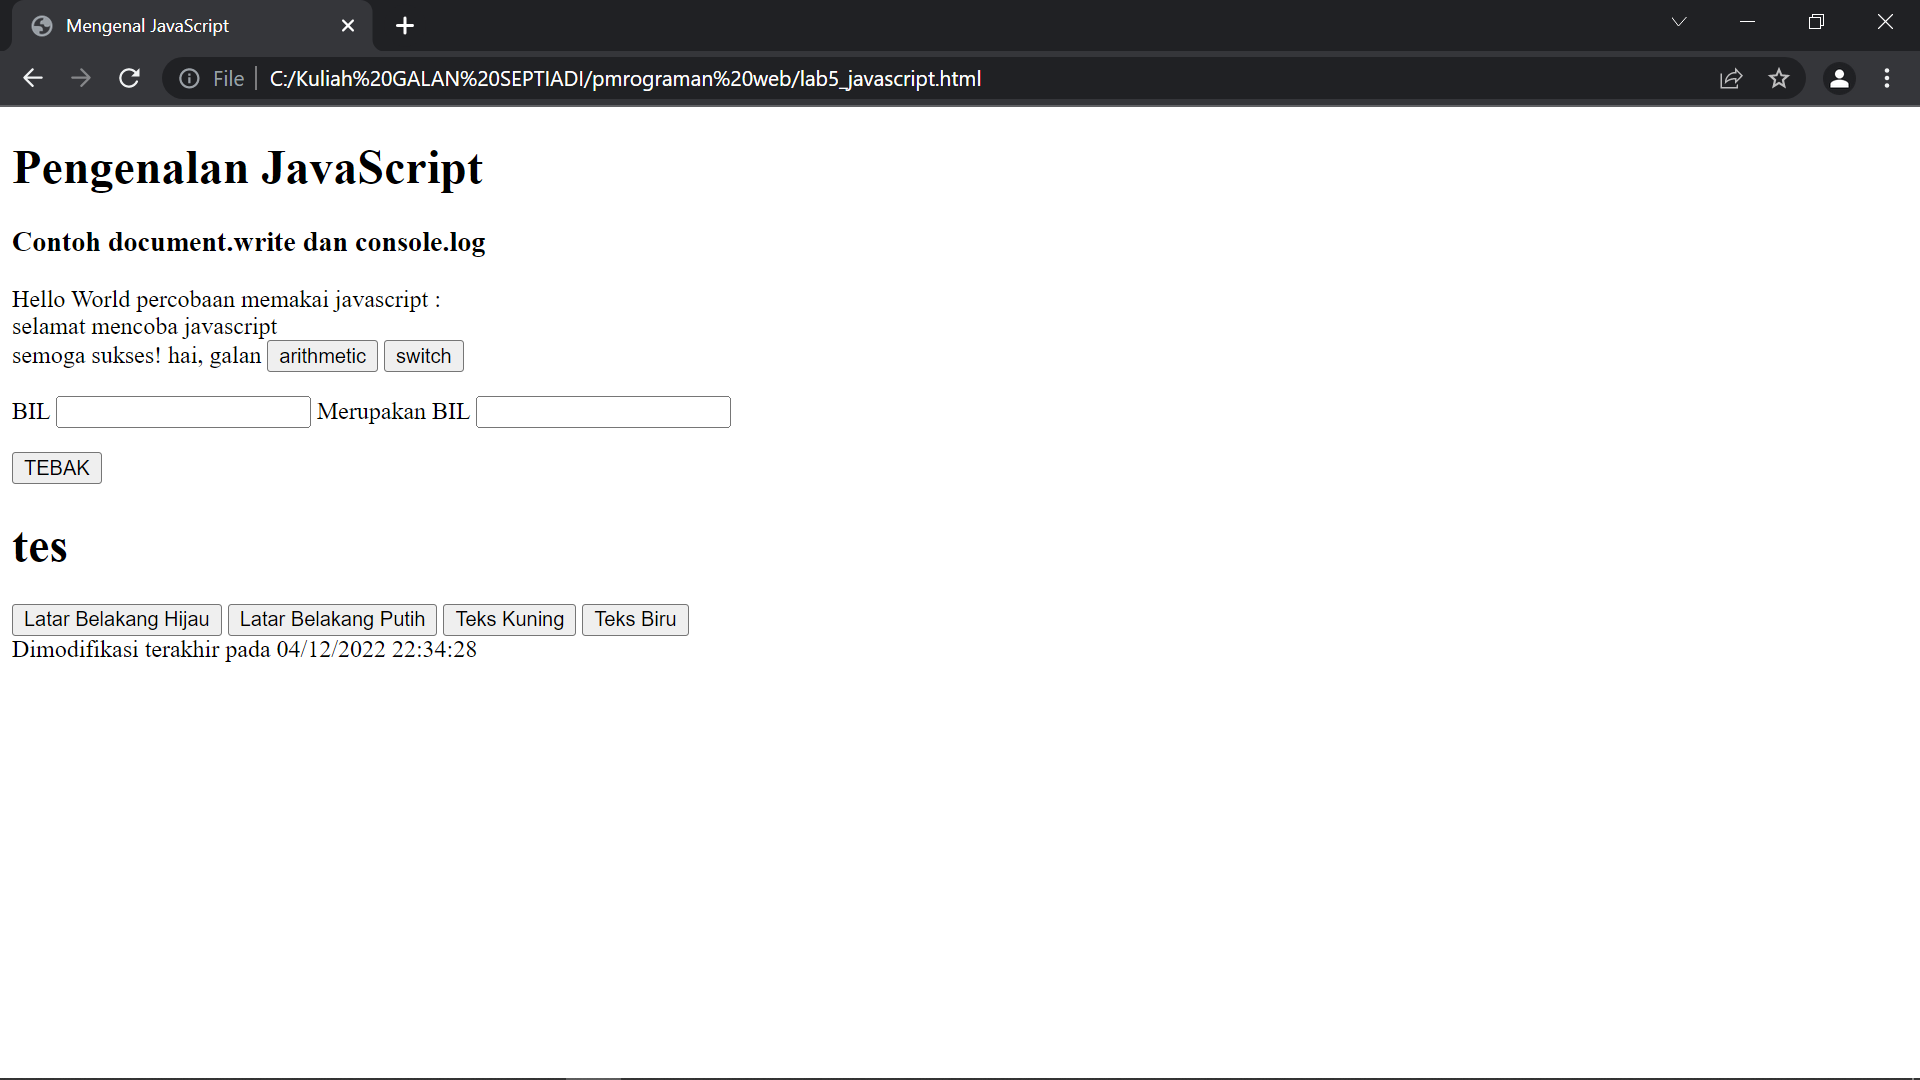 Mengenal JavaScript
File C:/Kuliah%20GALAN%20SEPTIADI/pmrograman%20web/lab5_javascript.html
Pengenalan JavaScript
Contoh document.write dan console.log
Hello World percobaan memakai javascript :
selamat mencoba javascript
semoga sukses! hai, galan arithmetic switch
BIL Merupakan BIL
TEBAK
tes
Latar Belakang Hijau Latar Belakang Putih Teks Kuning Teks Biru
Dimodifikasi terakhir pada 04/12/2022 22:34:28